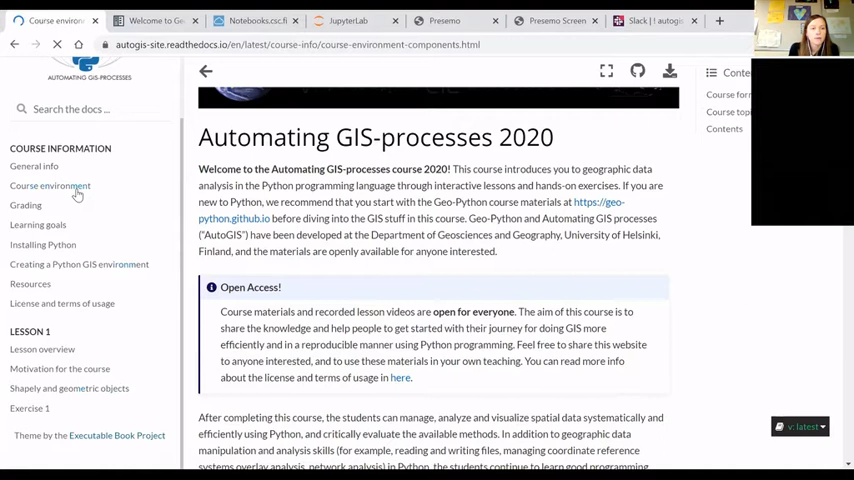 Course environ
Welcome to Ge
Notebooks.csc.fi
JupyterLab
Presemo
Presemo Screen
Slack | ! autogis
autogis-site.readthedocs.io/en/latest/course-info/course-environment-components.html
AUTOMATING GIS-PROCESSES
Search the docs ...
COURSE INFORMATION
General info
Course environment
Grading
Learning goals
Installing Python
Creating a Python GIS environment
Resources
License and terms of usage
LESSON 1
Lesson overview
Motivation for the course
Shapely and geometric objects
Exercise 1
Theme by the Executable Book Project
Automating GIS-processes 2020
Welcome to the Automating GIS-processes course 2020! This course introduces you to geographic data
analysis in the Python programming language through interactive lessons and hands-on exercises. If you are
new to Python, we recommend that you start with the Geo-Python course materials at https://geo-
python.github.io before diving into the GIS stuff in this course. Geo-Python and Automating GIS processes
("AutoGIS") have been developed at the Department of Geosciences and Geography, University of Helsinki,
Finland, and the materials are openly available for anyone interested.
Open Access!
Course materials and recorded lesson videos are open for everyone. The aim of this course is to
share the knowledge and help people to get started with their journey for doing GIS more
efficiently and in a reproducible manner using Python programming. Feel free to share this website
to anyone interested, and to use these materials in your own teaching. You can read more info
about the license and terms of usage in here.
After completing this course, the students can manage, analyze and visualize spatial data systematically and
efficiently using Python, and critically evaluate the available methods. In addition to geographic data
manipulation and analysis skills (for example, reading and writing files, managing coordinate reference
systems overlay analysis, network analysis) in Python, the students continue to learn good programming
Conte
Course forr
Course topi
Contents
v: latest